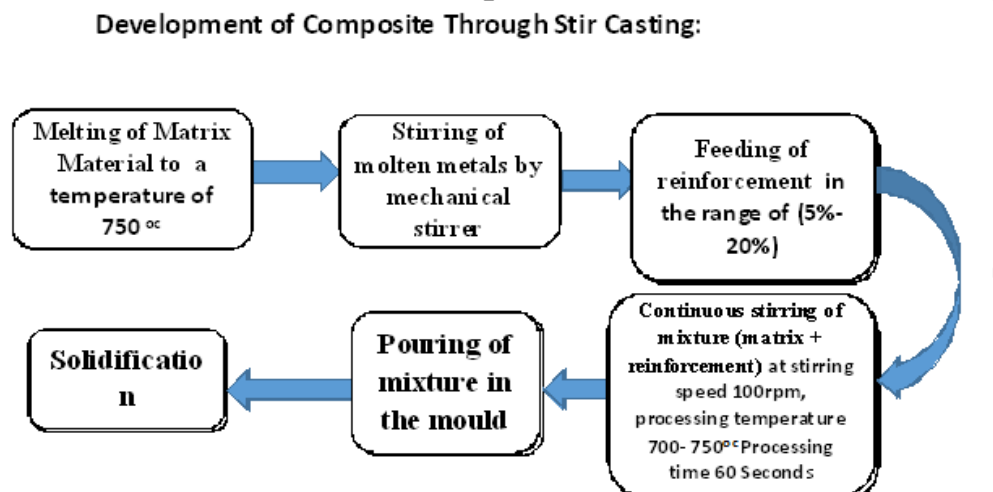 Development of Composite Through Stir Casting:
Melting of Matrix
Material to a
temperature of
750 °c
Stirring of
molten metals by
mechanical
stirrer
Feeding of
reinforcement in
the range of (5%-
20%)
Continuous stirring of
mixture (matrix +
reinforcement) at stirring
speed 100rpm,
processing temperature
700- 750°c Processing
time 60 Seconds
Pouring of
mixture in
the mould
Solidificatio
n